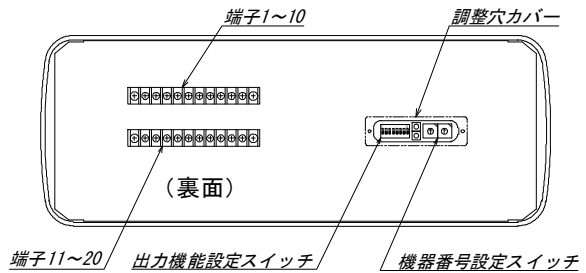 端子1～10
調整穴カバー
（裏面）
端子11～20
出力機能設定スイッチ
機器番号設定スイッチ